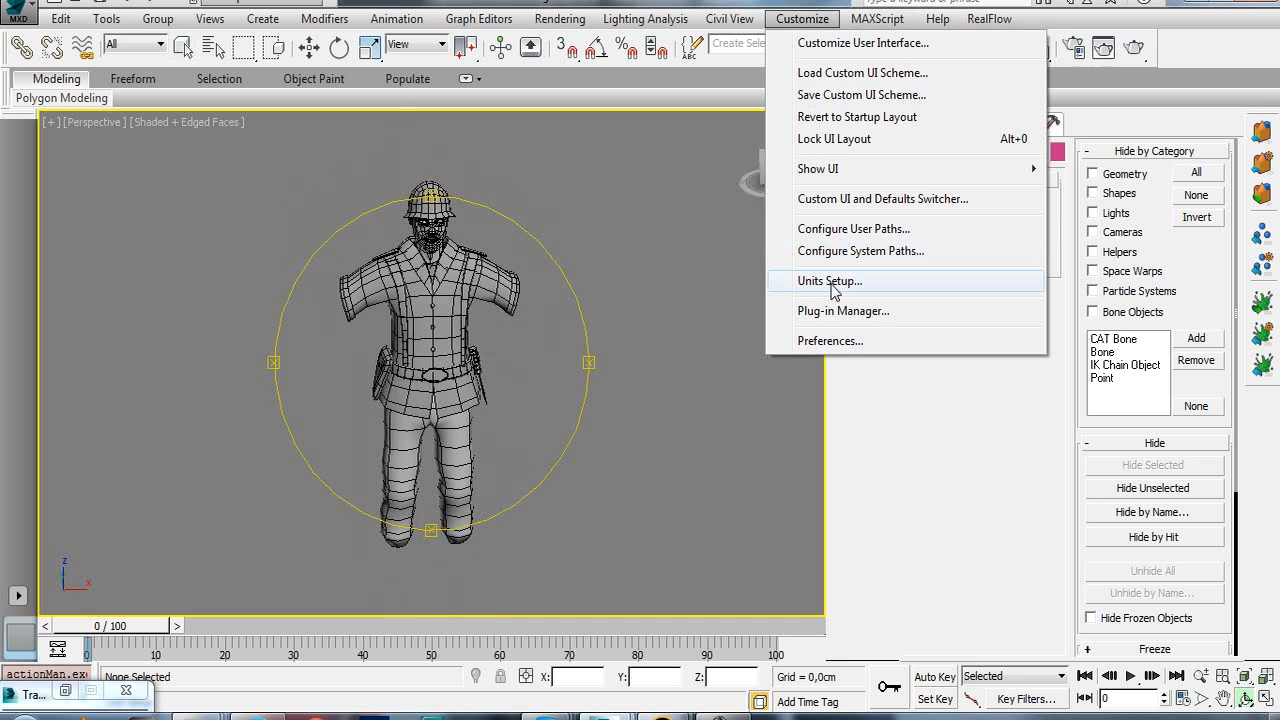 MXD
Edit Tools Group Views Create Modifiers Animation Graph Editors Rendering Lighting Analysis Civil View Customize MAXScript Help RealFlow
All
View
3
%
ABC
Create Selec
Modeling Freeform Selection Object Paint Populate
Polygon Modeling
[+] [Perspective ] [Shaded + Edged Faces ]
Customize User Interface...
Load Custom UI Scheme...
Save Custom UI Scheme...
Revert to Startup Layout
Lock UI Layout Alt+0
Show UI
Custom UI and Defaults Switcher...
Configure User Paths...
Configure System Paths...
Units Setup...
Plug-in Manager...
Preferences...
- Hide by Category
Geometry
Shapes
Lights
Cameras
Helpers
Space Warps
Particle Systems
Bone Objects
All
None
Invert
CAT Bone
Bone
IK Chain Object
Point
Add
Remove
None
- Hide
Hide Selected
Hide Unselected
Hide by Name...
Hide by Hit
Unhide All
Unhide by Name...
Hide Frozen Objects
+ Freeze
z
x
< 0 / 100 >
0 10 20 30 40 50 60 70 80 90 100
actionMan.ex
None Selected
X: Y: Z:
Grid = 0,0cm
Add Time Tag
Auto Key
Set Key
Selected
Key Filters...
0
Tra...